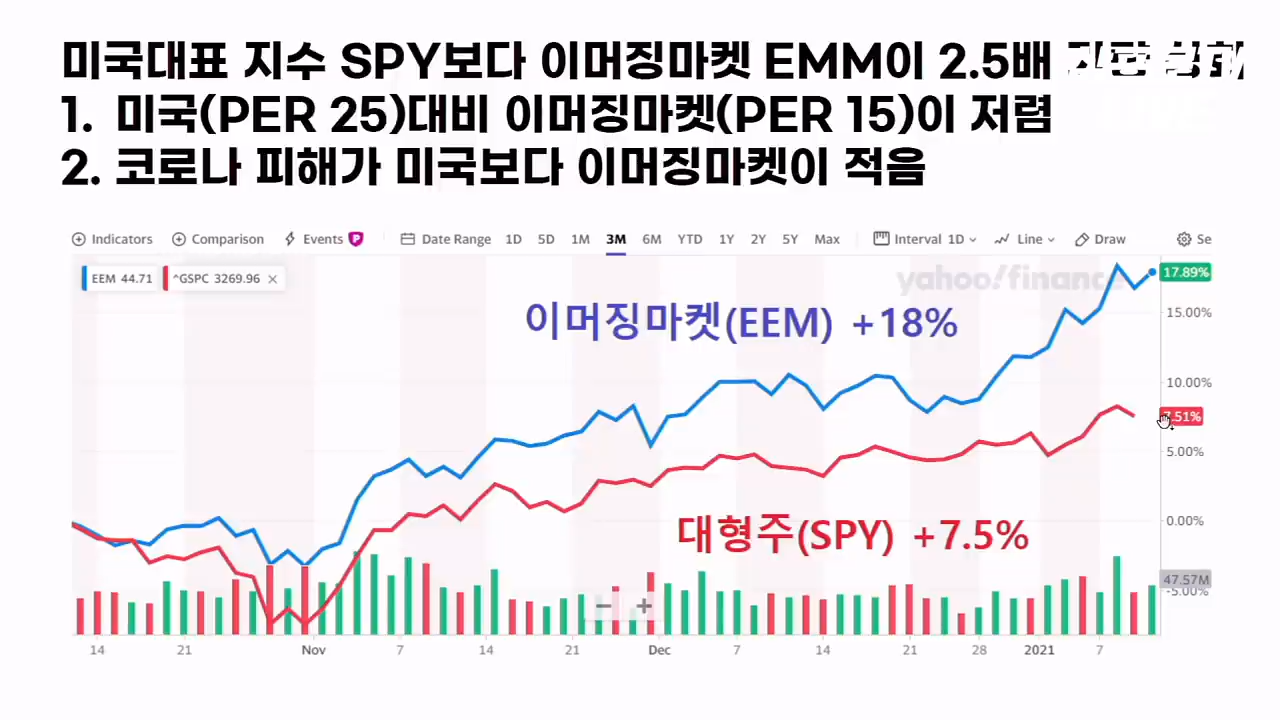 미국대표 지수 SPY보다 이머징마켓 EMM이 2.5배
1. 미국(PER 25)대비 이머징마켓(PER 15)이 저렴
2. 코로나 피해가 미국보다 이머징마켓이 적음
Indicators Comparison Events P Date Range 1D 5D 1M 3M 6M YTD 1Y 2Y 5Y Max Interval 1D Line Draw Se
EEM 44.71 ^GSPC 3269.96 ×
yahoo/finance
17.89%
이머징마켓(EEM) +18%
15.00%
10.00%
7.51%
5.00%
0.00%
대형주(SPY) +7.5%
47.57M
-5.00%
− +
14 21 Nov 7 14 21 Dec 7 14 21 28 2021 7